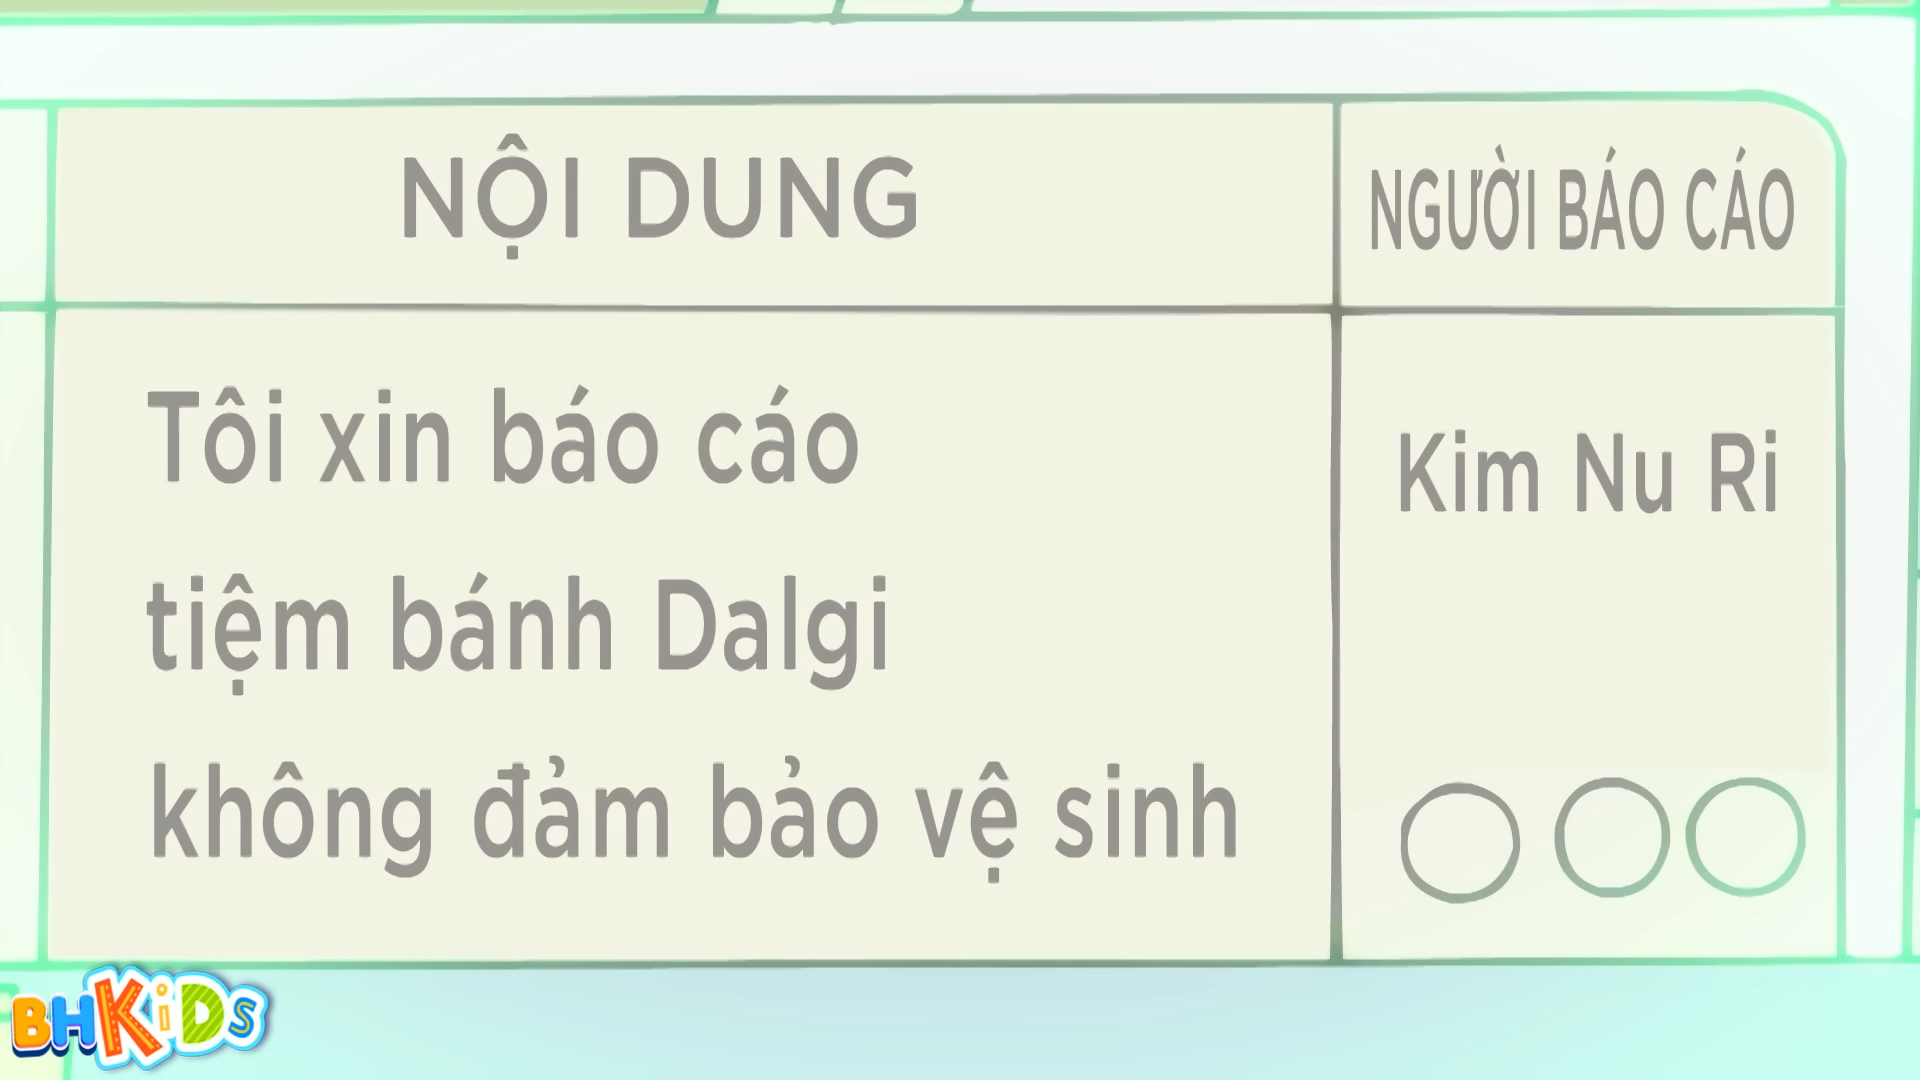 NỘI DUNG
NGƯỜI BÁO CÁO
Tôi xin báo cáo
tiệm bánh Dalgi
không đảm bảo vệ sinh
Kim Nu Ri
BHKiDS